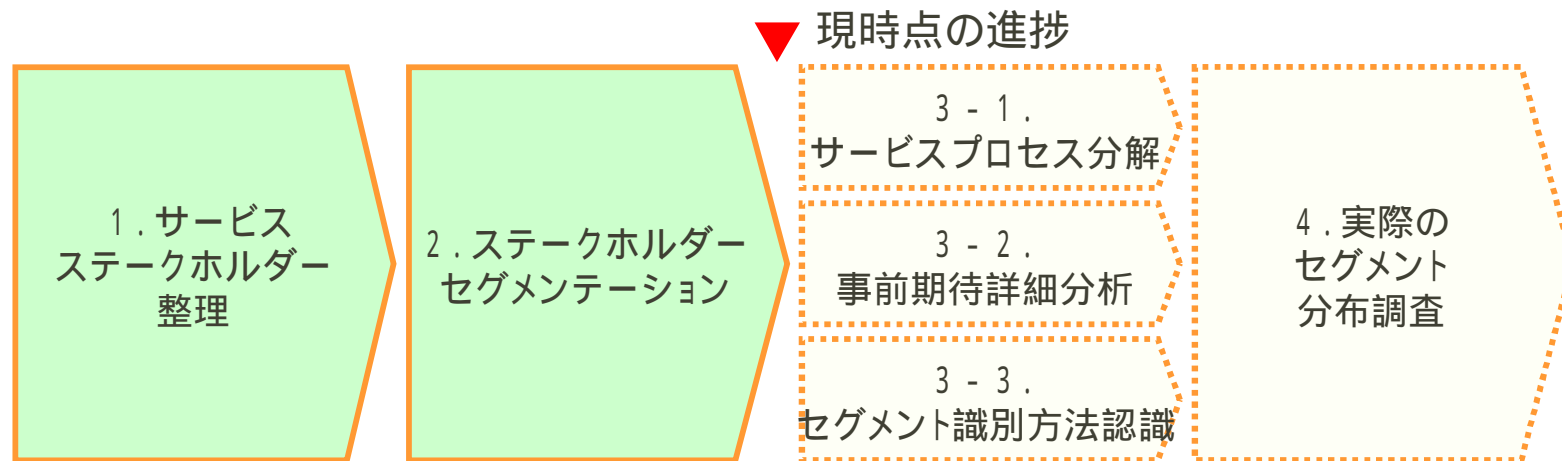 現時点の進捗
1.サービス
ステークホルダー
整理
2.ステークホルダー
セグメンテーション
3-1.
サービスプロセス分解
3-2.
事前期待詳細分析
3-3.
セグメント識別方法認識
4.実際の
セグメント
分布調査